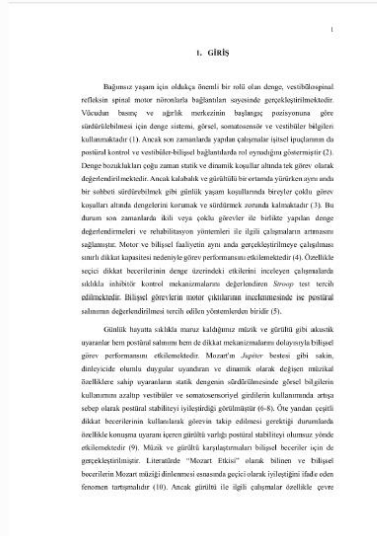 1
1. GİRİŞ
Bağımsız yaşam için oldukça önemli bir rolü olan denge, vestibülospinal
refleksin spinal motor nöronlarla bağlantıları sayesinde gerçekleştirilmektedir.
Vücudun basınç ve ağırlık merkezinin başlangıç pozisyonuna göre
sürdürülebilmesi için denge sistemi, görsel, somatosensör ve vestibüler bilgileri
kullanmaktadır (1). Ancak son zamanlarda yapılan çalışmalar işitsel ipuçlarının da
postüral kontrol ve vestibüler-bilişsel bağlantılarda rol oynadığını göstermiştir (2).
Denge bozuklukları çoğu zaman statik ve dinamik koşullar altında tek görev olarak
değerlendirilmektedir. Ancak kalabalık ve gürültülü bir ortamda yürürken aynı anda
bir sohbeti sürdürebilmek gibi günlük yaşam koşullarında bireyler çoklu görev
koşulları altında dengelerini korumak ve sürdürmek zorunda kalmaktadır (3). Bu
durum son zamanlarda ikili veya çoklu görevler ile birlikte yapılan denge
değerlendirmeleri ve rehabilitasyon yöntemleri ile ilgili çalışmaların artmasını
sağlamıştır. Motor ve bilişsel faaliyetin aynı anda gerçekleştirilmeye çalışılması
sınırlı dikkat kapasitesi nedeniyle görev performansını etkilemektedir (4). Özellikle
seçici dikkat becerilerinin denge üzerindeki etkilerini inceleyen çalışmalarda
sıklıkla inhibitör kontrol mekanizmalarını değerlendiren Stroop test tercih
edilmektedir. Bilişsel görevlerin motor çıktılarının incelenmesinde ise postüral
salınımın değerlendirilmesi tercih edilen yöntemlerden biridir (5).
Günlük hayatta sıklıkla maruz kaldığımız müzik ve gürültü gibi akustik
uyaranlar hem postüral salınımı hem de dikkat mekanizmalarını dolayısıyla bilişsel
görev performansını etkilemektedir. Mozart'ın Jupiter bestesi gibi sakin,
dinleyicide olumlu duygular uyandıran ve dinamik olarak değişen müzikal
özelliklere sahip uyaranların statik dengenin sürdürülmesinde görsel bilgilerin
kullanımını azaltıp vestibüler ve somatosensoriyel girdilerin kullanımında artışa
sebep olarak postüral stabiliteyi iyileştirdiği görülmüştür (6-8). Öte yandan çeşitli
dikkat becerilerinin kullanılarak görevin takip edilmesi gerektiği durumlarda
özellikle konuşma uyaranı içeren gürültü varlığı postüral stabiliteyi olumsuz yönde
etkilemektedir (9). Müzik ve gürültü karşılaştırmaları bilişsel beceriler için de
gerçekleştirilmiştir. Literatürde “Mozart Etkisi” olarak bilinen ve bilişsel
becerilerin Mozart müziği dinlenmesi esnasında geçici olarak iyileştiğini ifade eden
fenomen tartışmalıdır (10). Ancak gürültü ile ilgili çalışmalar özellikle çevre